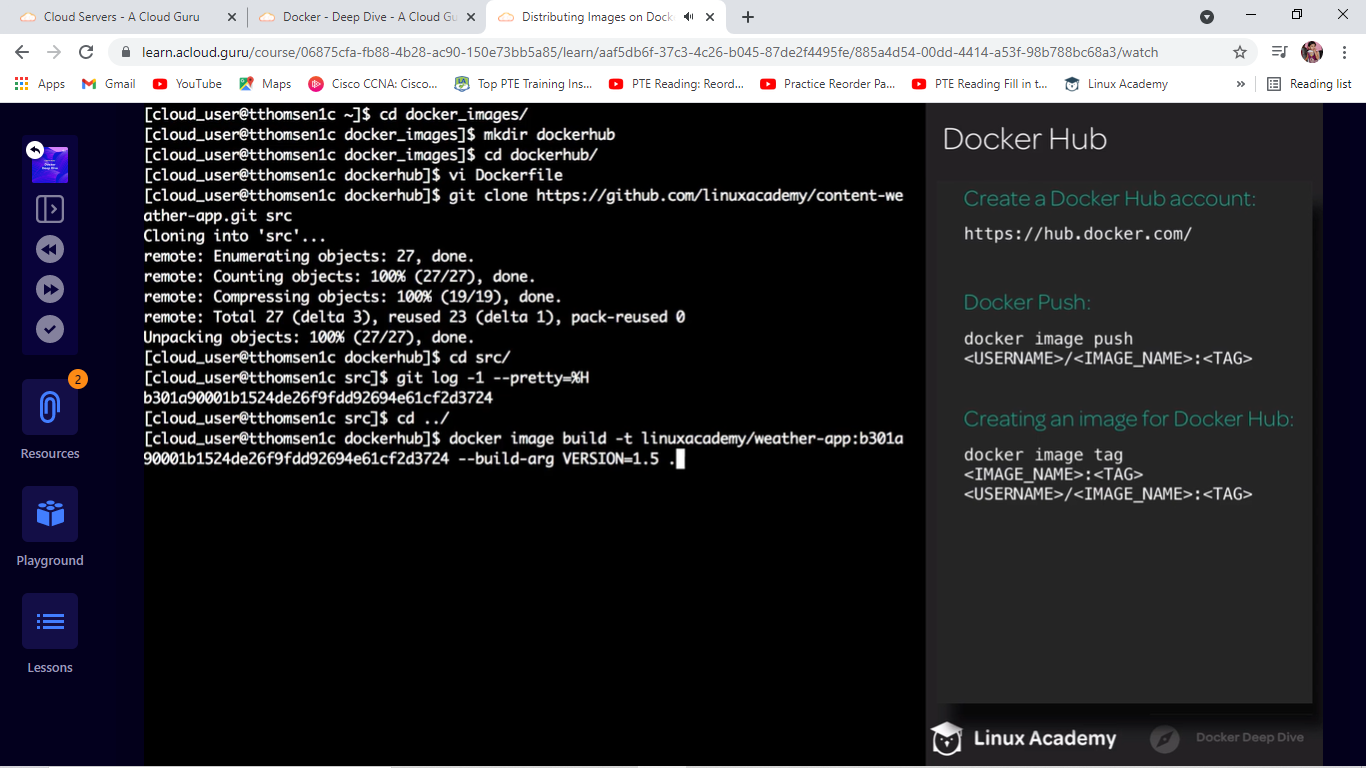 Cloud Servers - A Cloud Guru
Docker - Deep Dive - A Cloud Gu
Distributing Images on Dock
learn.acloud.guru/course/06875cfa-fb88-4b28-ac90-150e73bb5a85/learn/aaf5db6f-37c3-4c26-b045-87de2f4495fe/885a4d54-00dd-4414-a53f-98b788bc68a3/watch
Apps
Gmail
YouTube
Maps
Cisco CCNA: Cisco...
Top PTE Training Ins...
PTE Reading: Reord...
Practice Reorder Pa...
PTE Reading Fill in t...
Linux Academy
»
Reading list
2
Resources
Playground
Lessons
[cloud_user@tthomsen1c ~]$ cd docker_images/
[cloud_user@tthomsen1c docker_images]$ mkdir dockerhub
[cloud_user@tthomsen1c docker_images]$ cd dockerhub/
[cloud_user@tthomsen1c dockerhub]$ vi Dockerfile
[cloud_user@tthomsen1c dockerhub]$ git clone https://github.com/linuxacademy/content-we
ather-app.git src
Cloning into 'src'...
remote: Enumerating objects: 27, done.
remote: Counting objects: 100% (27/27), done.
remote: Compressing objects: 100% (19/19), done.
remote: Total 27 (delta 3), reused 23 (delta 1), pack-reused 0
Unpacking objects: 100% (27/27), done.
[cloud_user@tthomsen1c dockerhub]$ cd src/
[cloud_user@tthomsen1c src]$ git log -1 --pretty=%H
b301a90001b1524de26f9fdd92694e61cf2d3724
[cloud_user@tthomsen1c src]$ cd ../
[cloud_user@tthomsen1c dockerhub]$ docker image build -t linuxacademy/weather-app:b301a
90001b1524de26f9fdd92694e61cf2d3724 --build-arg VERSION=1.5 .
Docker Hub
Create a Docker Hub account:
https://hub.docker.com/
Docker Push:
docker image push
<USERNAME>/<IMAGE_NAME>:<TAG>
Creating an image for Docker Hub:
docker image tag
<IMAGE_NAME>:<TAG>
<USERNAME>/<IMAGE_NAME>:<TAG>
Linux Academy
Docker Deep Dive